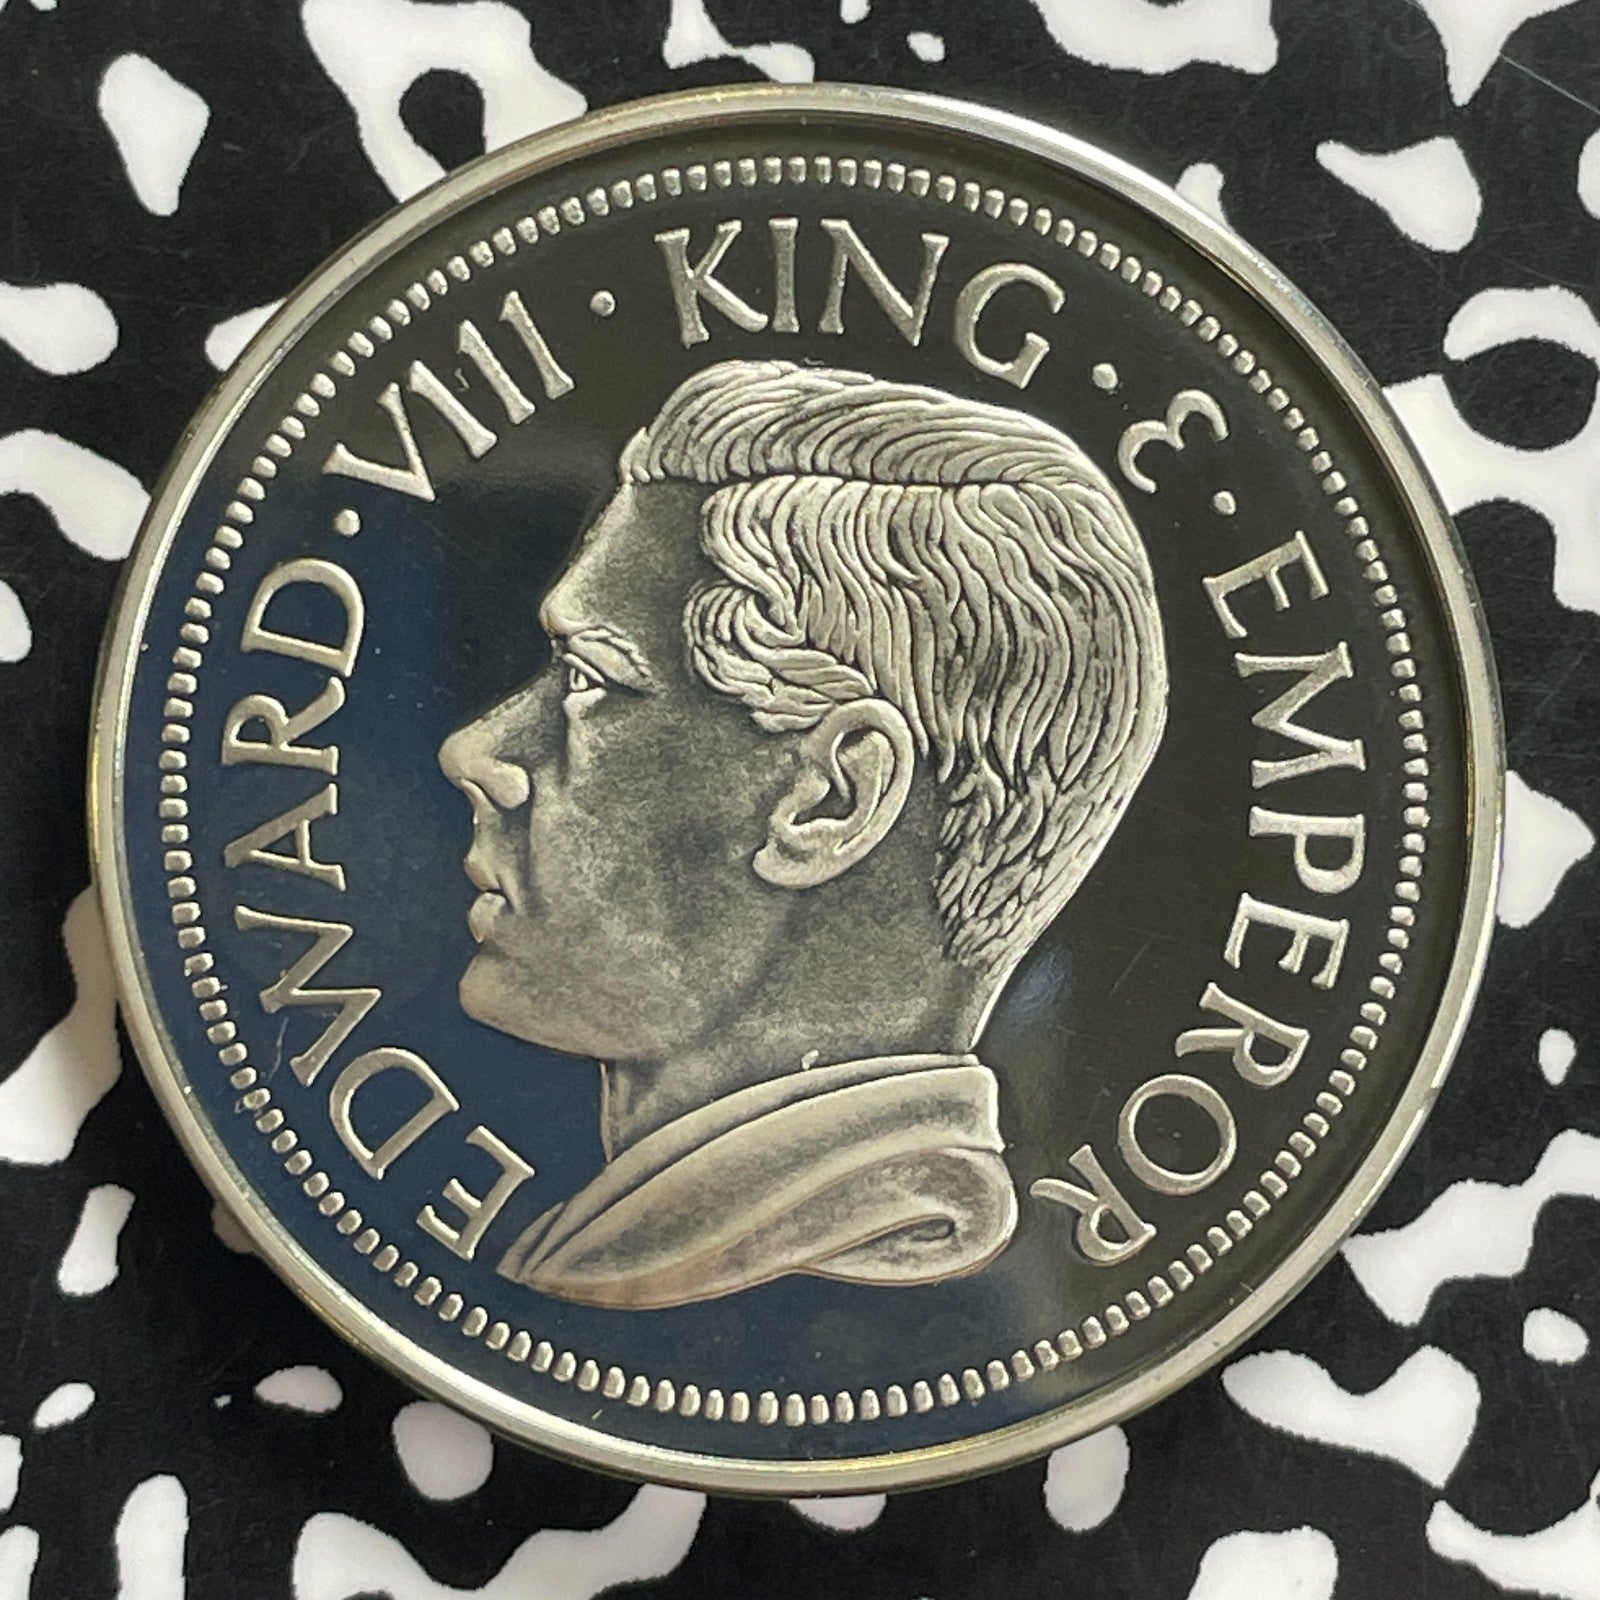 EDWARD · VIII · KING · & · EMPEROR